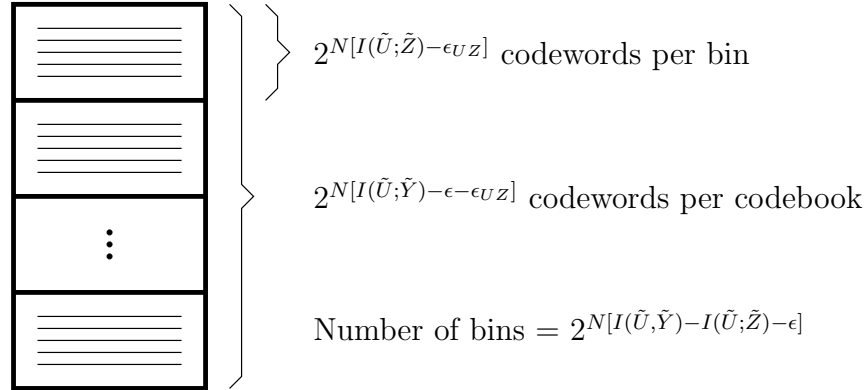 2^{N[I(Ũ;Z̃)−ϵ_{UZ}]} codewords per bin
2^{N[I(Ũ;Ỹ)−ϵ−ϵ_{UZ}]} codewords per codebook
⋮
Number of bins = 2^{N[I(Ũ,Ỹ)−I(Ũ;Z̃)−ϵ]}